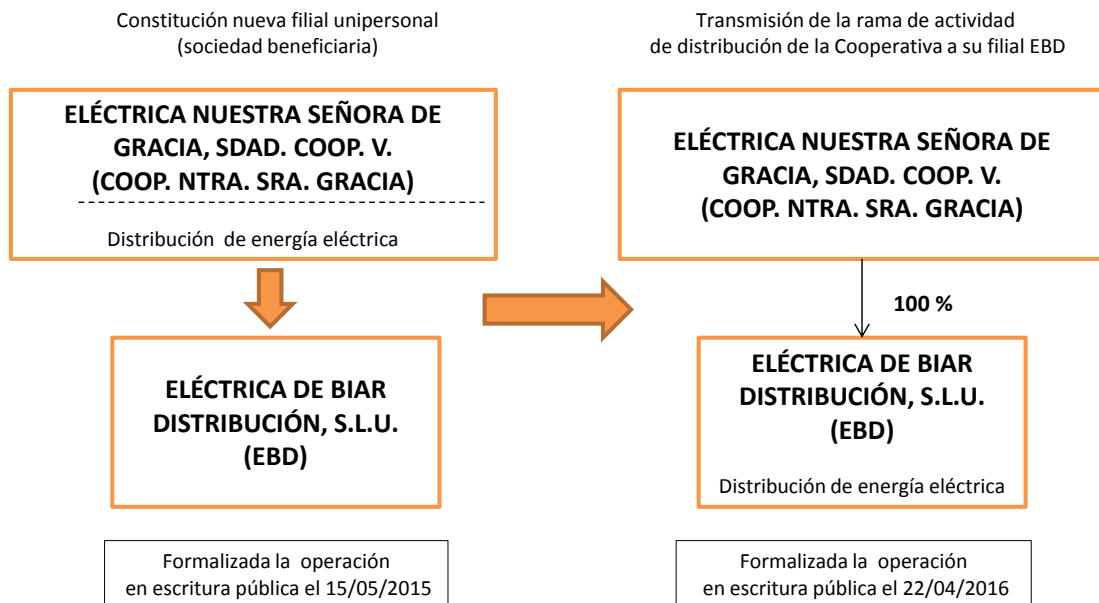 Constitución nueva filial unipersonal
(sociedad beneficiaria)
ELÉCTRICA NUESTRA SEÑORA DE
GRACIA, SDAD. COOP. V.
(COOP. NTRA. SRA. GRACIA)
Distribución de energía eléctrica
ELÉCTRICA DE BIAR
DISTRIBUCIÓN, S.L.U.
(EBD)
Formalizada la operación
en escritura pública el 15/05/2015
Transmisión de la rama de actividad
de distribución de la Cooperativa a su filial EBD
ELÉCTRICA NUESTRA SEÑORA DE
GRACIA, SDAD. COOP. V.
(COOP. NTRA. SRA. GRACIA)
100 %
ELÉCTRICA DE BIAR
DISTRIBUCIÓN, S.L.U.
(EBD)
Distribución de energía eléctrica
Formalizada la operación
en escritura pública el 22/04/2016